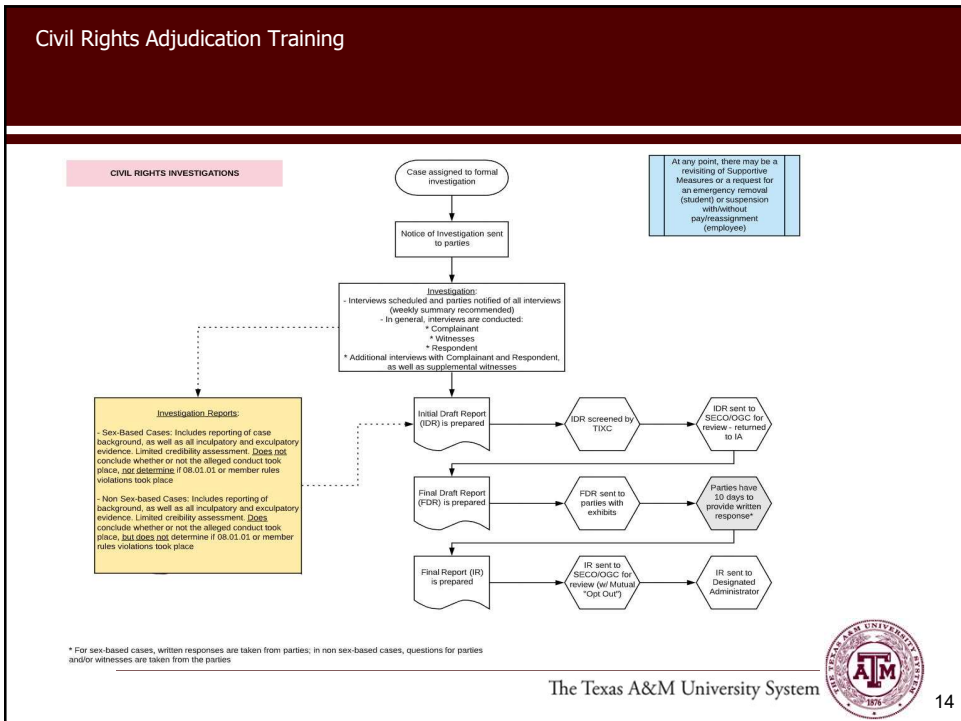 Civil Rights Adjudication Training
CIVIL RIGHTS INVESTIGATIONS
Case assigned to formal
investigation
At any point, there may be a
revisiting of Supportive
Measures or a request for
an emergency removal
(student) or suspension
with/without
pay/reassignment
(employee)
Notice of Investigation sent
to parties
Investigation:
- Interviews scheduled and parties notified of all interviews
(weekly summary recommended)
- In general, interviews are conducted:
* Complainant
* Witnesses
* Respondent
* Additional interviews with Complainant and Respondent,
as well as supplemental witnesses
Investigation Reports:
- Sex-Based Cases: Includes reporting of case
background, as well as all inculpatory and exculpatory
evidence. Limited credibility assessment. Does not
conclude whether or not the alleged conduct took
place, nor determine if 08.01.01 or member rules
violations took place
- Non Sex-based Cases: Includes reporting of
background, as well as all inculpatory and exculpatory
evidence. Limited creibility assessment. Does
conclude whether or not the alleged conduct took
place, but does not determine if 08.01.01 or member
rules violations took place
Initial Draft Report
(IDR) is prepared
IDR screened by
TIXC
IDR sent to
SECO/OGC for
review - returned
to IA
Final Draft Report
(FDR) is prepared
FDR sent to
parties with
exhibits
Parties have
10 days to
provide written
response*
Final Report (IR)
is prepared
IR sent to
SECO/OGC for
review (w/ Mutual
"Opt Out")
IR sent to
Designated
Administrator
* For sex-based cases, written responses are taken from parties; in non sex-based cases, questions for parties
and/or witnesses are taken from the parties
The Texas A&M University System
THE TEXAS A&M UNIVERSITY SYSTEM
ATM
1876
14